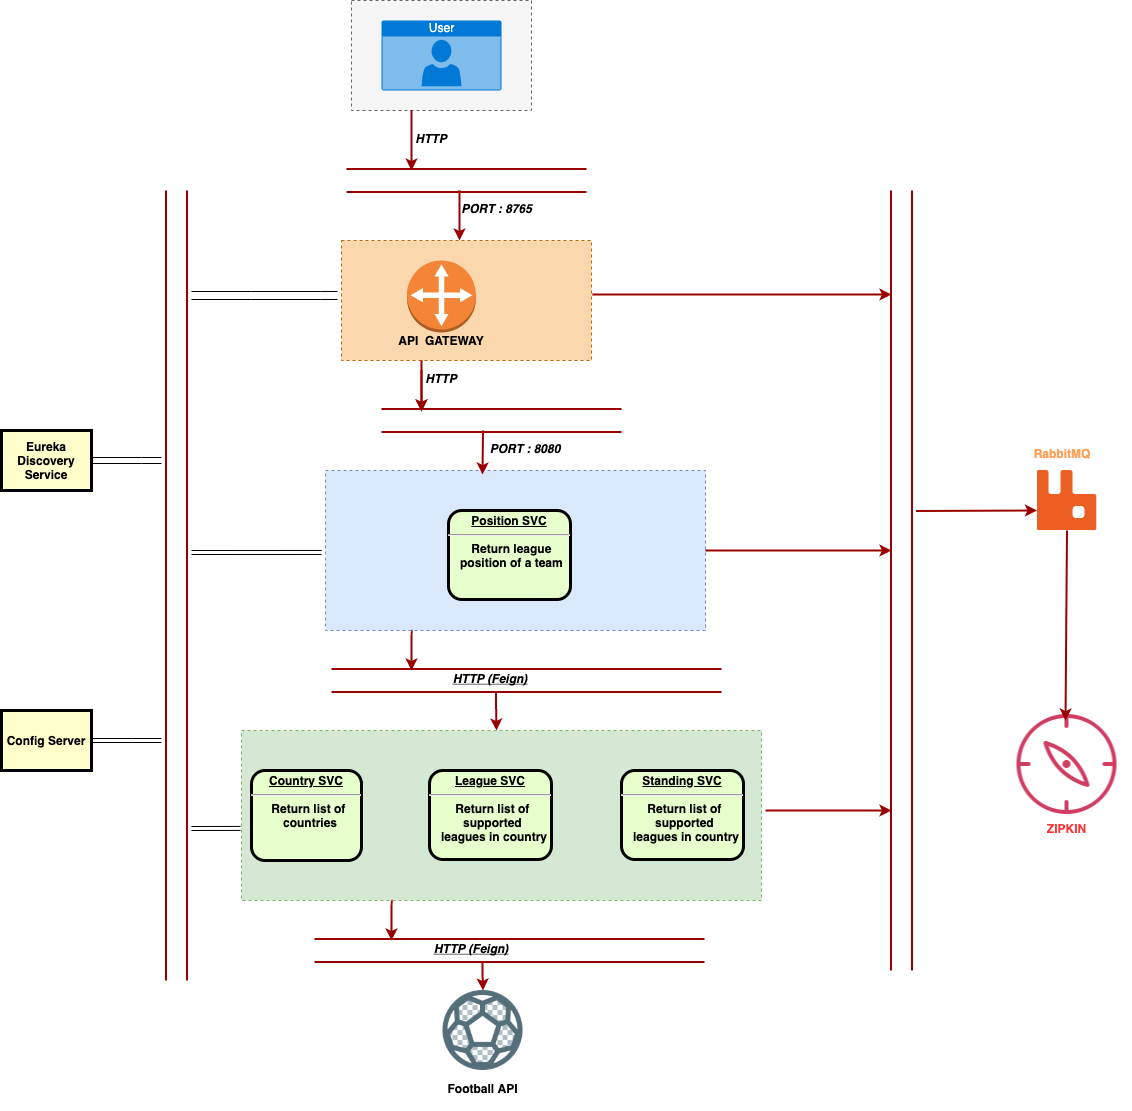 User
HTTP
PORT : 8765
API GATEWAY
HTTP
PORT : 8080
Eureka
Discovery
Service
RabbitMQ
Position SVC
Return league
position of a team
HTTP (Feign)
Config Server
Country SVC
Return list of
countries
League SVC
Return list of
supported
leagues in country
Standing SVC
Return list of
supported
leagues in country
ZIPKIN
HTTP (Feign)
Football API